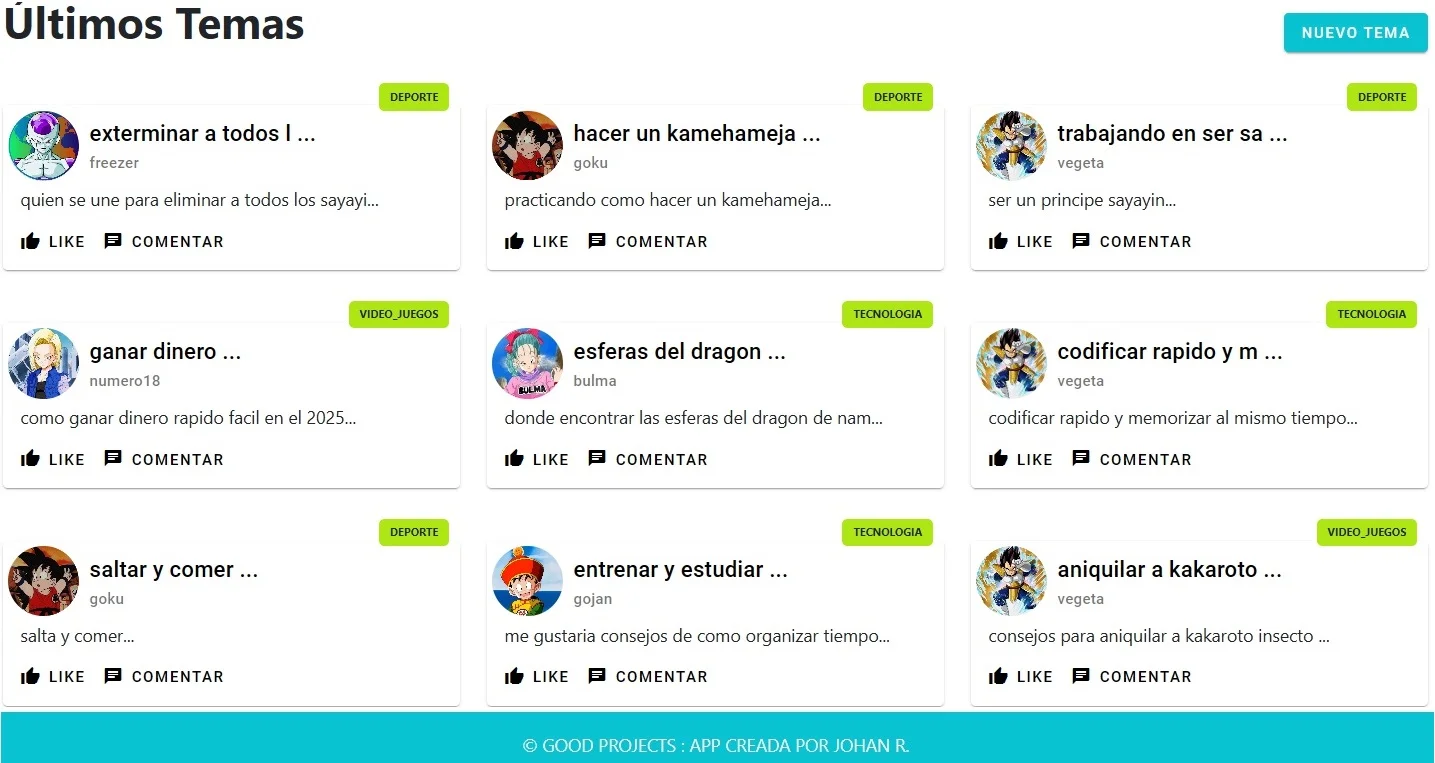 Últimos Temas
NUEVO TEMA
DEPORTE
exterminar a todos l ...
freezer
quien se une para eliminar a todos los sayayi...
LIKE COMENTAR
DEPORTE
hacer un kamehameja ...
goku
practicando como hacer un kamehameja...
LIKE COMENTAR
DEPORTE
trabajando en ser sa ...
vegeta
ser un principe sayayin...
LIKE COMENTAR
VIDEO_JUEGOS
ganar dinero ...
numero18
como ganar dinero rapido facil en el 2025...
LIKE COMENTAR
TECNOLOGIA
esferas del dragon ...
BULMA
bulma
donde encontrar las esferas del dragon de nam...
LIKE COMENTAR
TECNOLOGIA
codificar rapido y m ...
vegeta
codificar rapido y memorizar al mismo tiempo...
LIKE COMENTAR
DEPORTE
saltar y comer ...
goku
salta y comer...
LIKE COMENTAR
TECNOLOGIA
entrenar y estudiar ...
gojan
me gustaria consejos de como organizar tiempo...
LIKE COMENTAR
VIDEO_JUEGOS
aniquilar a kakaroto ...
vegeta
consejos para aniquilar a kakaroto insecto ...
LIKE COMENTAR
© GOOD PROJECTS : APP CREADA POR JOHAN R.